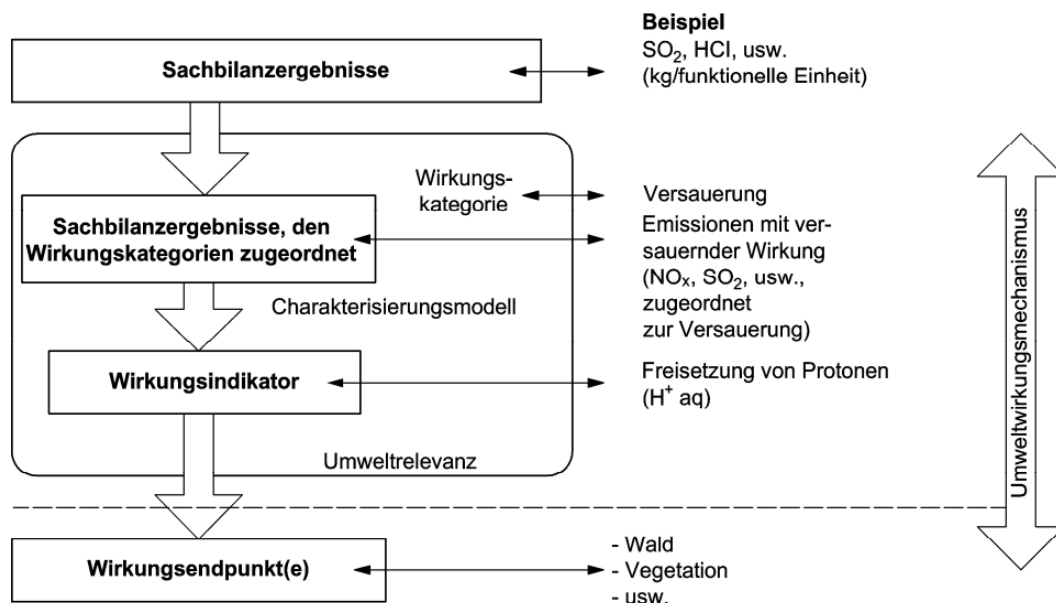 Beispiel
SO₂, HCl, usw.
(kg/funktionelle Einheit)
Sachbilanzergebnisse
Wirkungs-
kategorie
Versauerung
Sachbilanzergebnisse, den
Wirkungskategorien zugeordnet
Emissionen mit ver-
sauernder Wirkung
(NOₓ, SO₂, usw.,
zugeordnet
zur Versauerung)
Charakterisierungsmodell
Wirkungsindikator
Freisetzung von Protonen
(H⁺ aq)
Umweltrelevanz
Umweltwirkungsmechanismus
Wirkungsendpunkt(e)
- Wald
- Vegetation
- usw.